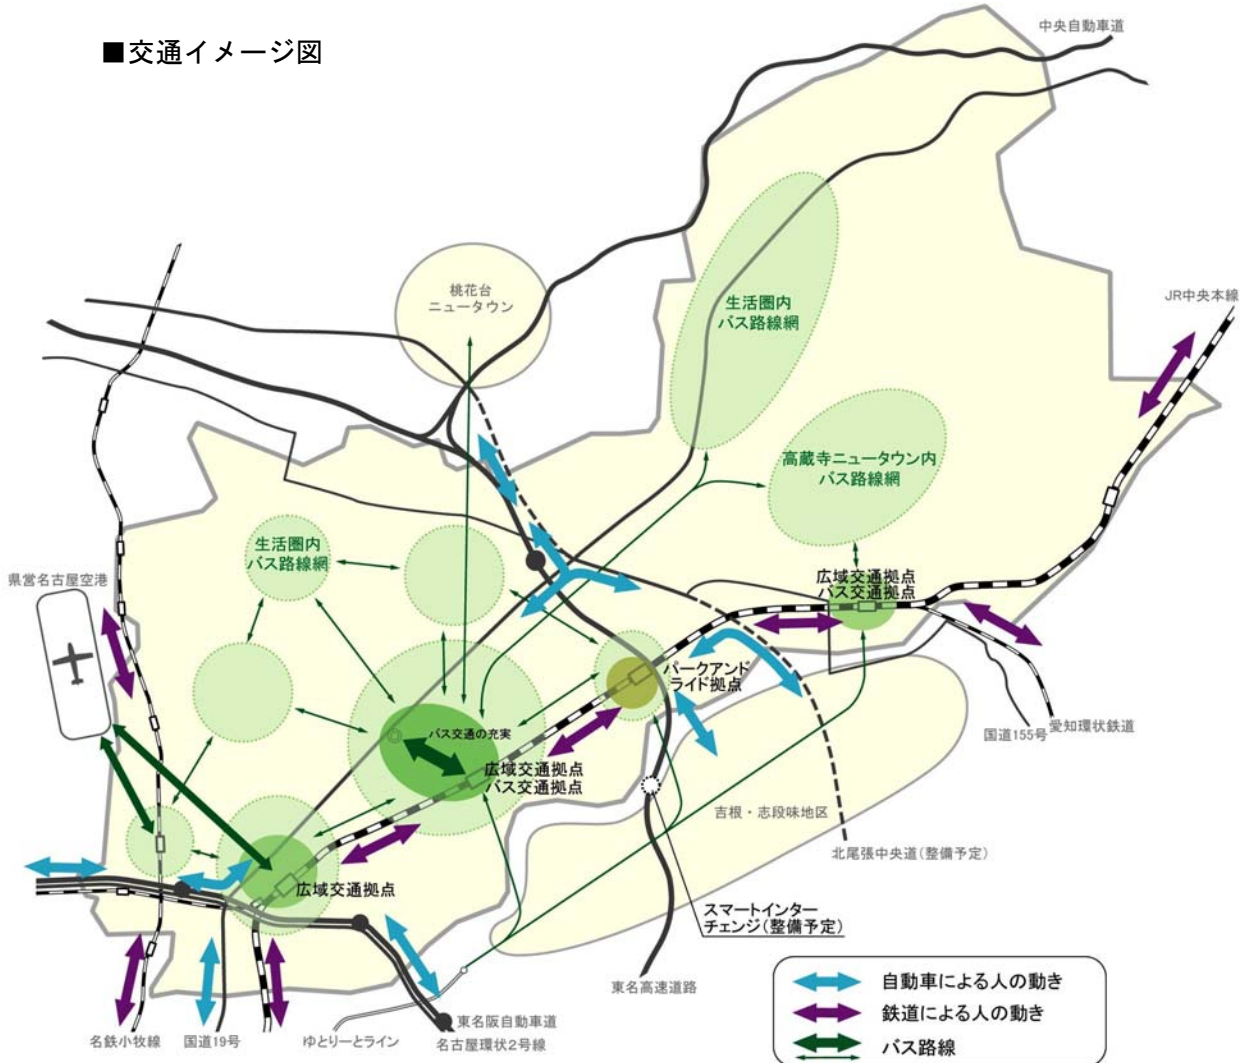 ■交通イメージ図
中央自動車道
桃花台
ニュータウン
生活圏内
バス路線網
JR中央本線
高蔵寺ニュータウン内
バス路線網
生活圏内
バス路線網
県営名古屋空港
広域交通拠点
バス交通拠点
パークアンド
ライド拠点
バス交通の充実
広域交通拠点
バス交通拠点
国道155号
愛知環状鉄道
吉根・志段味地区
北尾張中央道(整備予定)
広域交通拠点
スマートインター
チェンジ(整備予定)
東名高速道路
名鉄小牧線
国道19号
ゆとりーとライン
東名阪自動車道
名古屋環状2号線
自動車による人の動き
鉄道による人の動き
バス路線